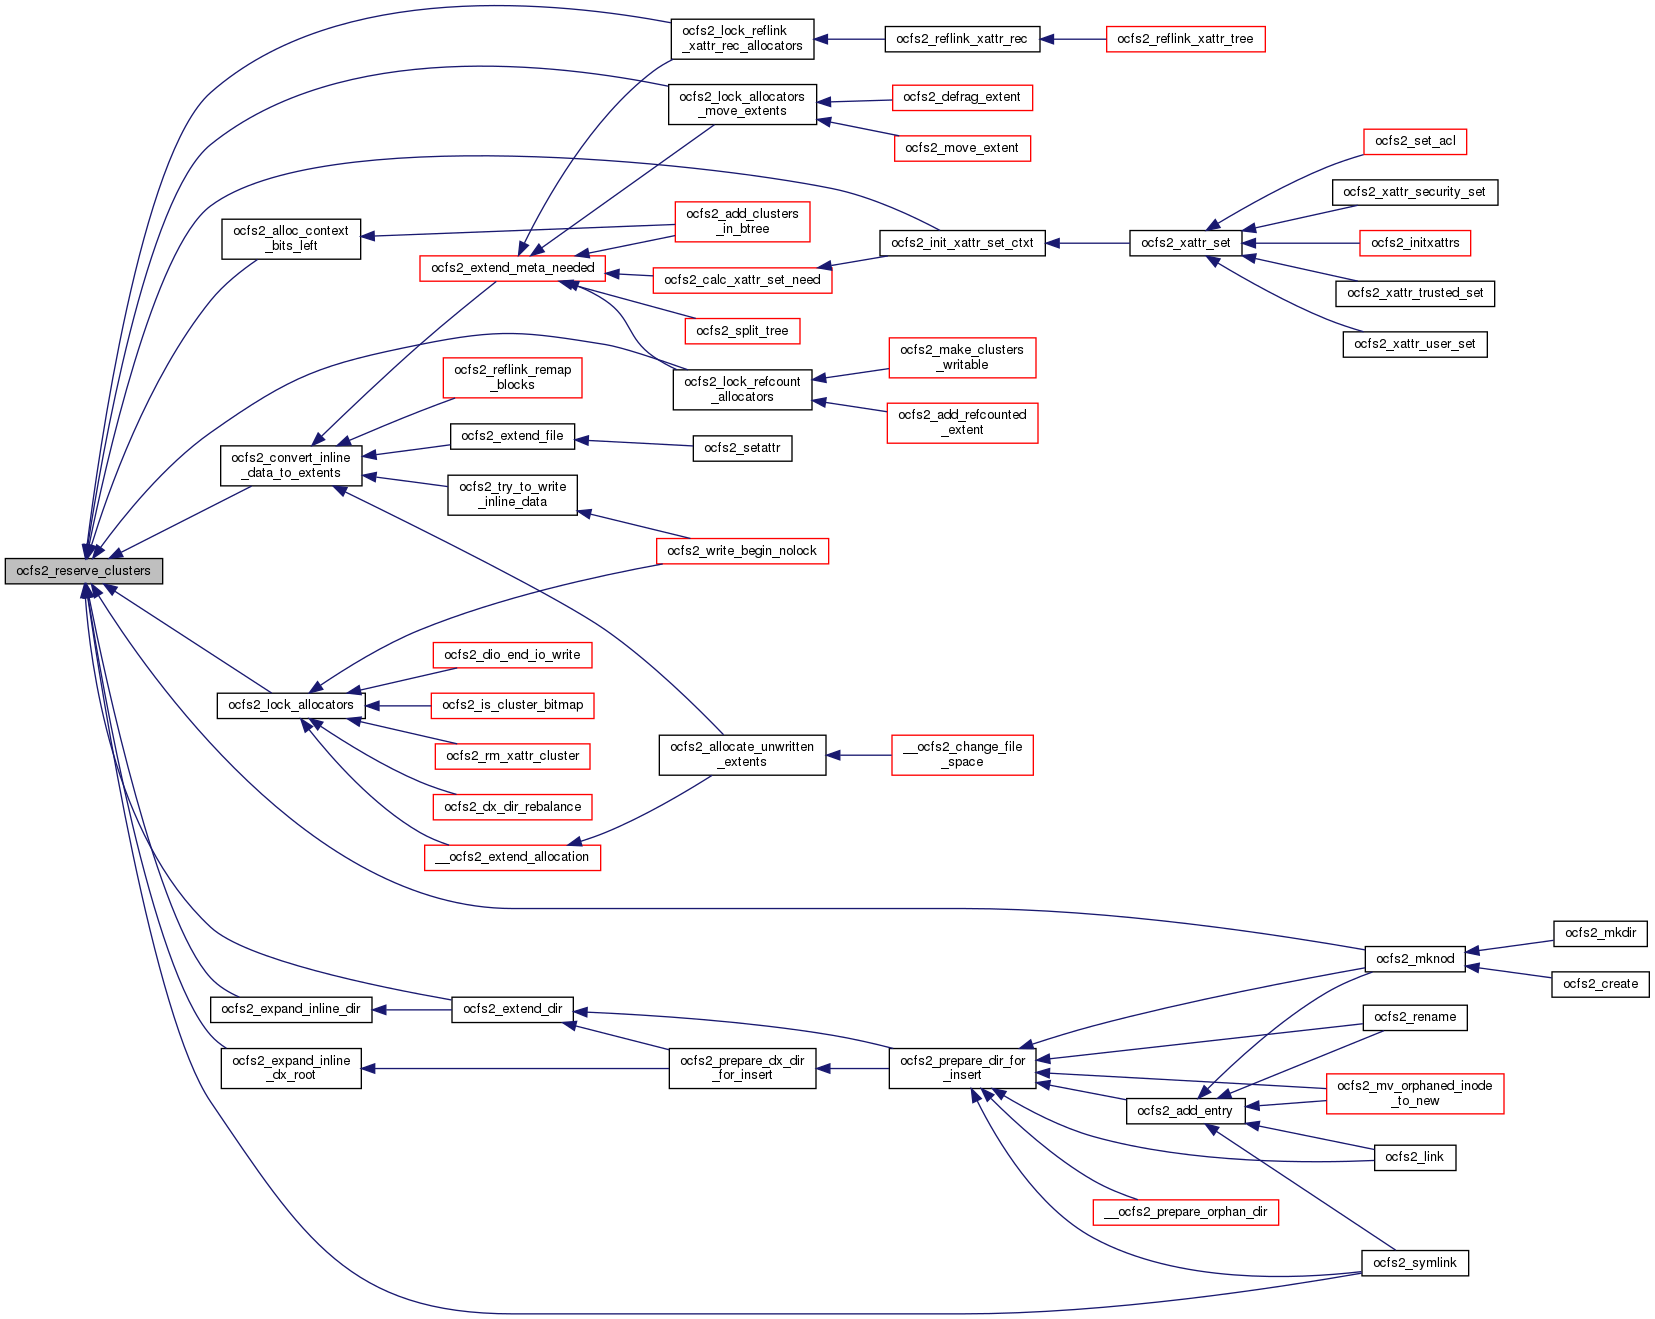 ocfs2_lock_reflink
_xattr_rec_allocators
ocfs2_reflink_xattr_rec
ocfs2_reflink_xattr_tree
ocfs2_lock_allocators
_move_extents
ocfs2_defrag_extent
ocfs2_move_extent
ocfs2_set_acl
ocfs2_xattr_security_set
ocfs2_alloc_context
_bits_left
ocfs2_add_clusters
_in_btree
ocfs2_init_xattr_set_ctxt
ocfs2_xattr_set
ocfs2_initxattrs
ocfs2_extend_meta_needed
ocfs2_calc_xattr_set_need
ocfs2_xattr_trusted_set
ocfs2_split_tree
ocfs2_xattr_user_set
ocfs2_make_clusters
_writable
ocfs2_reflink_remap
_blocks
ocfs2_lock_refcount
_allocators
ocfs2_add_refcounted
_extent
ocfs2_extend_file
ocfs2_setattr
ocfs2_convert_inline
_data_to_extents
ocfs2_try_to_write
_inline_data
ocfs2_write_begin_nolock
ocfs2_reserve_clusters
ocfs2_dio_end_io_write
ocfs2_lock_allocators
ocfs2_is_cluster_bitmap
ocfs2_rm_xattr_cluster
ocfs2_allocate_unwritten
_extents
__ocfs2_change_file
_space
ocfs2_dx_dir_rebalance
__ocfs2_extend_allocation
ocfs2_mkdir
ocfs2_mknod
ocfs2_create
ocfs2_expand_inline_dir
ocfs2_extend_dir
ocfs2_rename
ocfs2_expand_inline
_dx_root
ocfs2_prepare_dx_dir
_for_insert
ocfs2_prepare_dir_for
_insert
ocfs2_mv_orphaned_inode
_to_new
ocfs2_add_entry
ocfs2_link
__ocfs2_prepare_orphan_dir
ocfs2_symlink